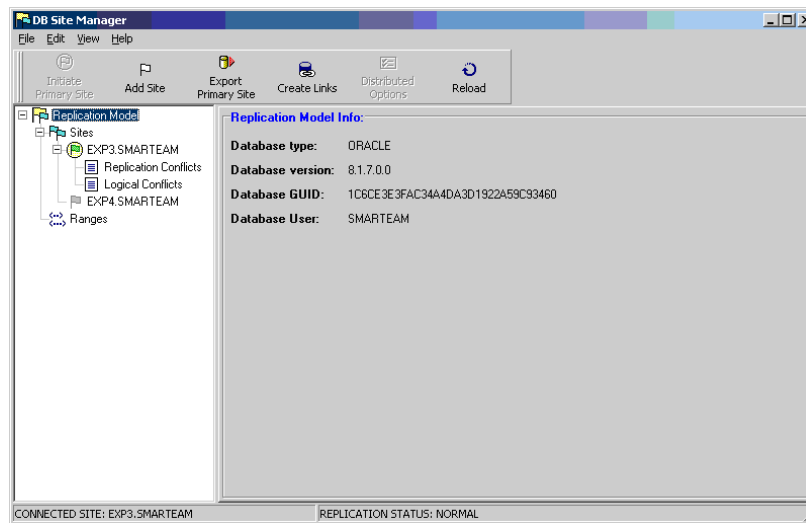 DB Site Manager
File Edit View Help
Initiate Primary Site
Add Site
Export Primary Site
Create Links
Distributed Options
Reload
Replication Model
Sites
EXP3.SMARTEAM
Replication Conflicts
Logical Conflicts
EXP4.SMARTEAM
Ranges
Replication Model Info:
Database type: ORACLE
Database version: 8.1.7.0.0
Database GUID: 1C6CE3E3FAC34A4DA3D1922A59C93460
Database User: SMARTEAM
CONNECTED SITE: EXP3.SMARTEAM
REPLICATION STATUS: NORMAL